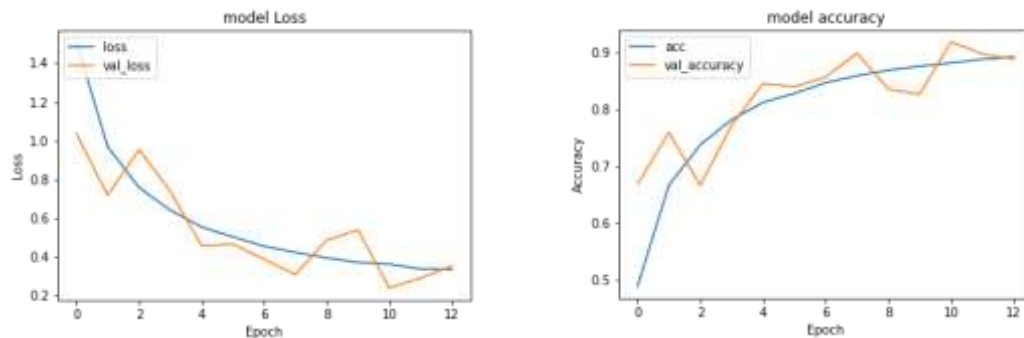 model Loss
loss
val_loss
1.4
1.2
1.0
0.8
0.6
0.4
0.2
Loss
0 2 4 6 8 10 12
Epoch
model accuracy
acc
val_accuracy
0.9
0.8
0.7
0.6
0.5
Accuracy
0 2 4 6 8 10 12
Epoch